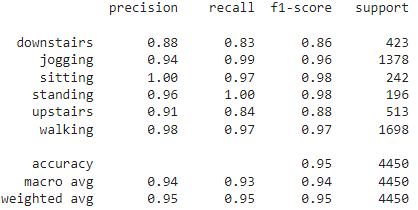 precision recall f1-score support
downstairs 0.88 0.83 0.86 423
jogging 0.94 0.99 0.96 1378
sitting 1.00 0.97 0.98 242
standing 0.96 1.00 0.98 196
upstairs 0.91 0.84 0.88 513
walking 0.98 0.97 0.97 1698
accuracy 0.95 4450
macro avg 0.94 0.93 0.94 4450
weighted avg 0.95 0.95 0.95 4450